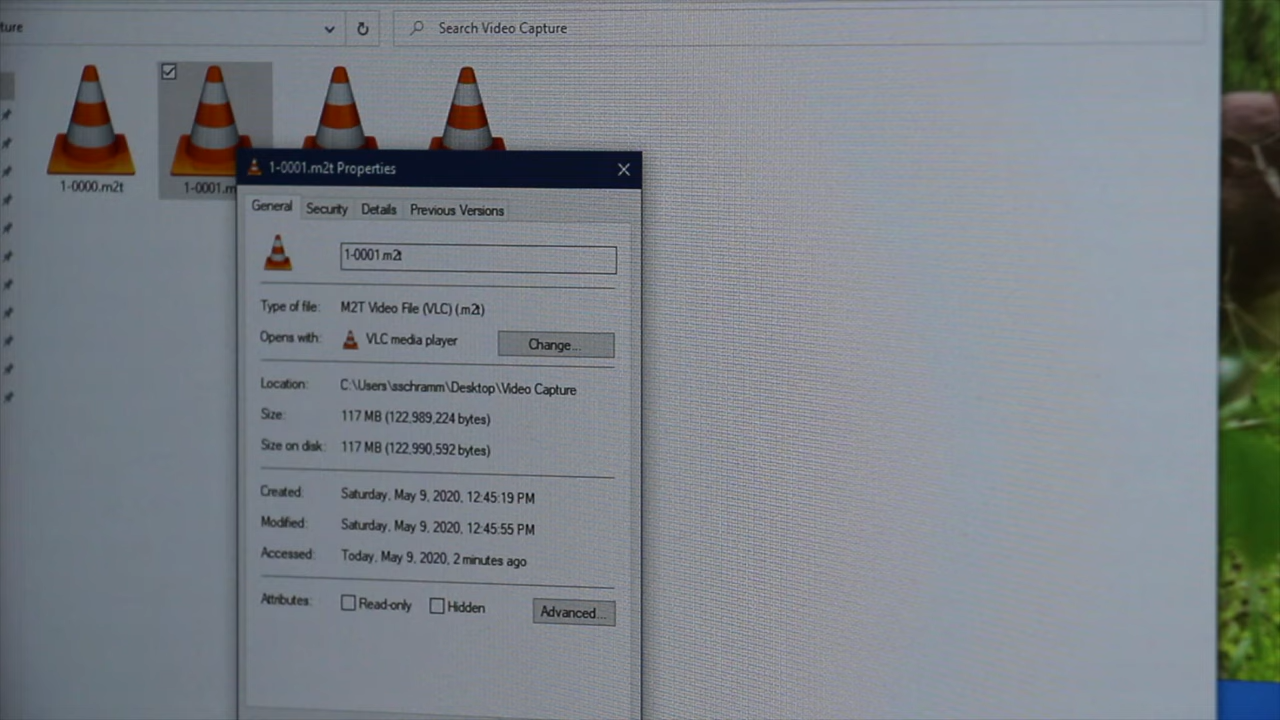 ture
Search Video Capture
1-0000.m2t
1-0001.m
1-0001.m2t Properties
General Security Details Previous Versions
1-0001.m2t
Type of file: M2T Video File (VLC) (.m2t)
Opens with: VLC media player Change...
Location: C:\Users\sschramm\Desktop\Video Capture
Size: 117 MB (122,989,224 bytes)
Size on disk: 117 MB (122,990,592 bytes)
Created: Saturday, May 9, 2020, 12:45:19 PM
Modified: Saturday, May 9, 2020, 12:45:55 PM
Accessed: Today, May 9, 2020, 2 minutes ago
Attributes: Read-only Hidden Advanced...